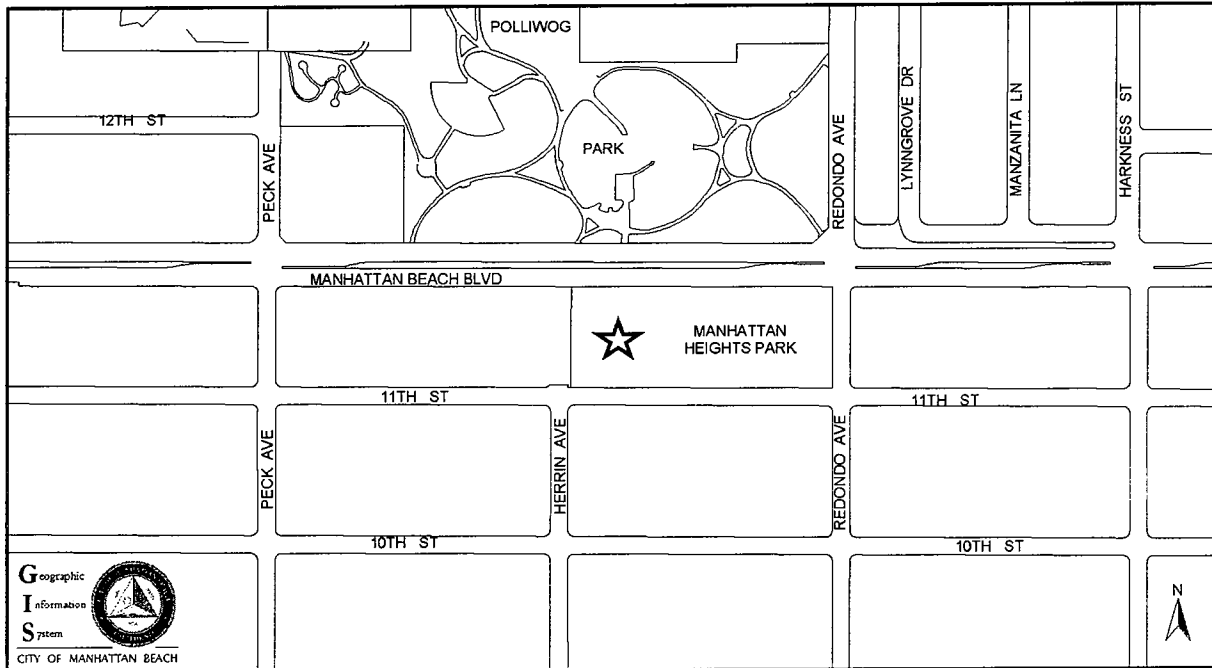 POLLIWOG
PARK
12TH ST
PECK AVE
REDONDO AVE
LYNNGROVE DR
MANZANITA LN
HARKNESS ST
MANHATTAN BEACH BLVD
MANHATTAN
HEIGHTS PARK
11TH ST
11TH ST
PECK AVE
HERRIN AVE
REDONDO AVE
10TH ST
10TH ST
Geographic
Information
System
CITY OF MANHATTAN BEACH
N